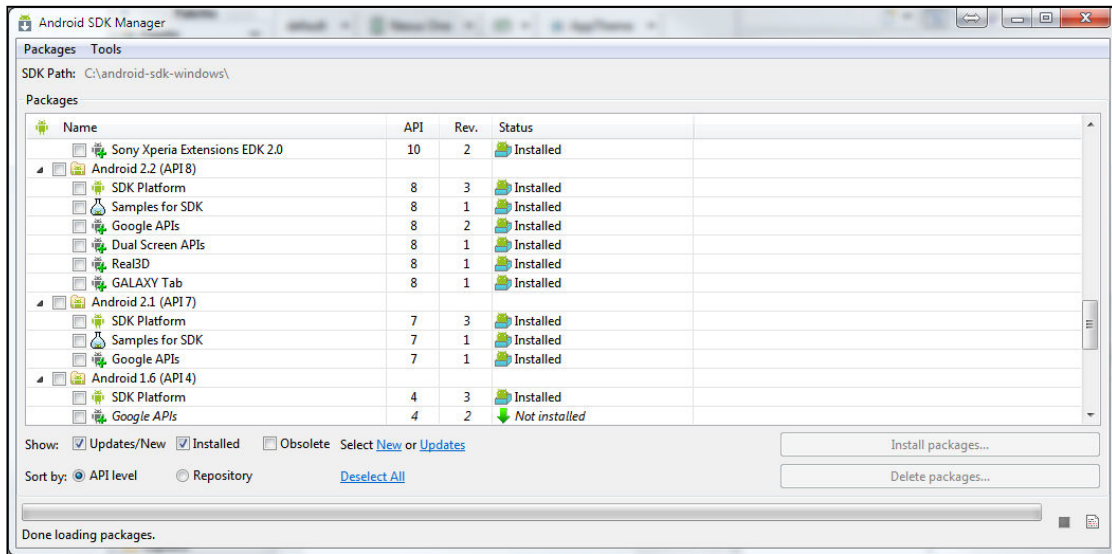 Android SDK Manager
Packages Tools
SDK Path: C:\android-sdk-windows\
Packages
Name API Rev. Status
Sony Xperia Extensions EDK 2.0 10 2 Installed
Android 2.2 (API 8)
SDK Platform 8 3 Installed
Samples for SDK 8 1 Installed
Google APIs 8 2 Installed
Dual Screen APIs 8 1 Installed
Real3D 8 1 Installed
GALAXY Tab 8 1 Installed
Android 2.1 (API 7)
SDK Platform 7 3 Installed
Samples for SDK 7 1 Installed
Google APIs 7 1 Installed
Android 1.6 (API 4)
SDK Platform 4 3 Installed
Google APIs 4 2 Not installed
Show: Updates/New Installed Obsolete Select New or Updates Install packages...
Sort by: API level Repository Deselect All Delete packages...
Done loading packages.